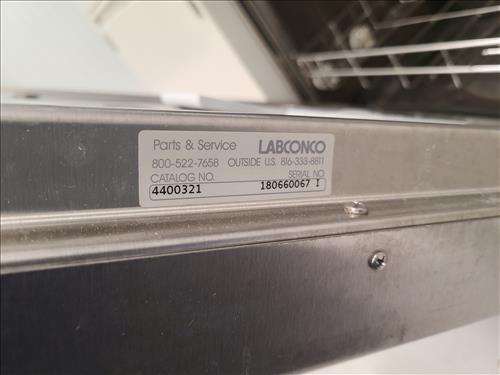 Parts & Service LABCONCO
800-522-7658 OUTSIDE U.S. 816-333-8811
CATALOG NO. SERIAL NO.
4400321 180660067 I